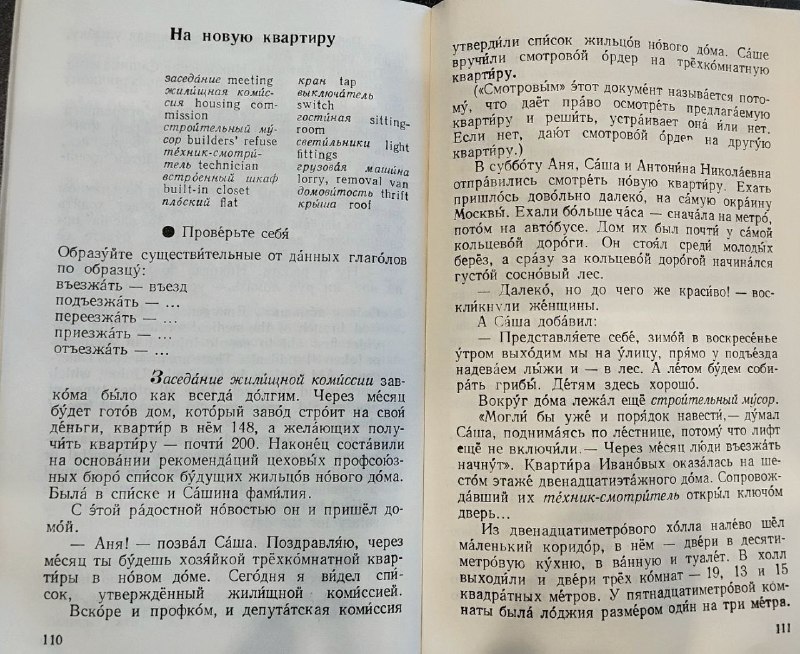 На новую квартиру
заседа́ние meeting
жили́щная коми́с-
сия housing com-
mission
строи́тельный му́-
сор builders' refuse
те́хник-смотри́-
тель technician
встро́енный шкаф
built-in closet
пло́ский flat
кран tap
выключа́тель
switch
гости́ная sitting-
room
свети́льники light
fittings
грузова́я маши́на
lorry, removal van
домови́тость thrift
кры́ша roof
● Прове́рьте себя́
Образу́йте существи́тельные от да́нных глаго́лов
по образцу́:
въезжа́ть — въезд
подъезжа́ть — ...
переезжа́ть — ...
приезжа́ть — ...
отъезжа́ть — ...
Заседа́ние жили́щной коми́ссии зав-
ко́ма бы́ло как всегда́ до́лгим. Че́рез ме́сяц
бу́дет гото́в дом, кото́рый заво́д стро́ит на свои́
де́ньги, кварти́р в нём 148, а жела́ющих полу-
чи́ть кварти́ру — почти́ 200. Наконе́ц соста́вили
на основа́нии рекоменда́ций цеховы́х профсою́з-
ных бюро́ спи́сок бу́дущих жильцо́в но́вого до́ма.
Была́ в спи́ске и Са́шина фами́лия.
С э́той ра́достной но́востью он и пришёл до-
мо́й.
— А́ня! — позва́л Са́ша. Поздравля́ю, че́рез
ме́сяц ты бу́дешь хозя́йкой трёхко́мнатной квар-
ти́ры в но́вом до́ме. Сего́дня я ви́дел спи́-
сок, утверждённый жили́щной коми́ссией.
Вско́ре и профко́м, и депута́тская коми́ссия
110
утверди́ли спи́сок жильцо́в но́вого до́ма. Са́ше
вручи́ли смотрово́й о́рдер на трёхко́мнатную
кварти́ру.
(«Смотровы́м» э́тот докуме́нт называ́ется пото-
му́, что даёт пра́во осмотре́ть предлага́емую
кварти́ру и реши́ть, устра́ивает она́ и́ли нет.
Е́сли нет, даю́т смотрово́й о́рдер на другу́ю
кварти́ру.)
В суббо́ту А́ня, Са́ша и Антони́на Никола́евна
отпра́вились смотре́ть но́вую кварти́ру. Е́хать
пришло́сь дово́льно далеко́, на са́мую окра́ину
Москвы́. Е́хали бо́льше ча́са — снача́ла на метро́,
пото́м на авто́бусе. Дом их был почти́ у са́мой
кольцево́й доро́ги. Он стоя́л среди́ молоды́х
берёз, а сра́зу за кольцево́й доро́гой начина́лся
густо́й сосно́вый лес.
— Далеко́, но до чего́ же краси́во! — вос-
кли́кнули же́нщины.
А Са́ша доба́вил:
— Представля́ете себе́, зимо́й в воскресе́нье
у́тром выхо́дим мы на у́лицу, пря́мо у подъе́зда
надева́ем лы́жи и — в лес. А ле́том бу́дем соби-
ра́ть грибы́. Де́тям здесь хорошо́.
Вокру́г до́ма лежа́л ещё строи́тельный му́сор.
«Могли́ бы уже́ и поря́док навести́,— ду́мал
Са́ша, поднима́ясь по ле́стнице, потому́ что лифт
ещё не включи́ли.— Че́рез ме́сяц лю́ди въезжа́ть
начну́т». Кварти́ра Ивано́вых оказа́лась на ше-
сто́м этаже́ двенадцатиэта́жного до́ма. Сопровож-
да́вший их те́хник-смотри́тель откры́л ключо́м
дверь...
Из двенадцатиметро́вого хо́лла нале́во шёл
ма́ленький коридо́р, в нём — две́ри в десяти-
метро́вую ку́хню, в ва́нную и туале́т. В холл
выходи́ли и две́ри трёх ко́мнат — 19, 13 и 15
квадра́тных ме́тров. У пятнадцатиметро́вой ко́м-
наты была́ ло́джия разме́ром оди́н на три ме́тра.
111